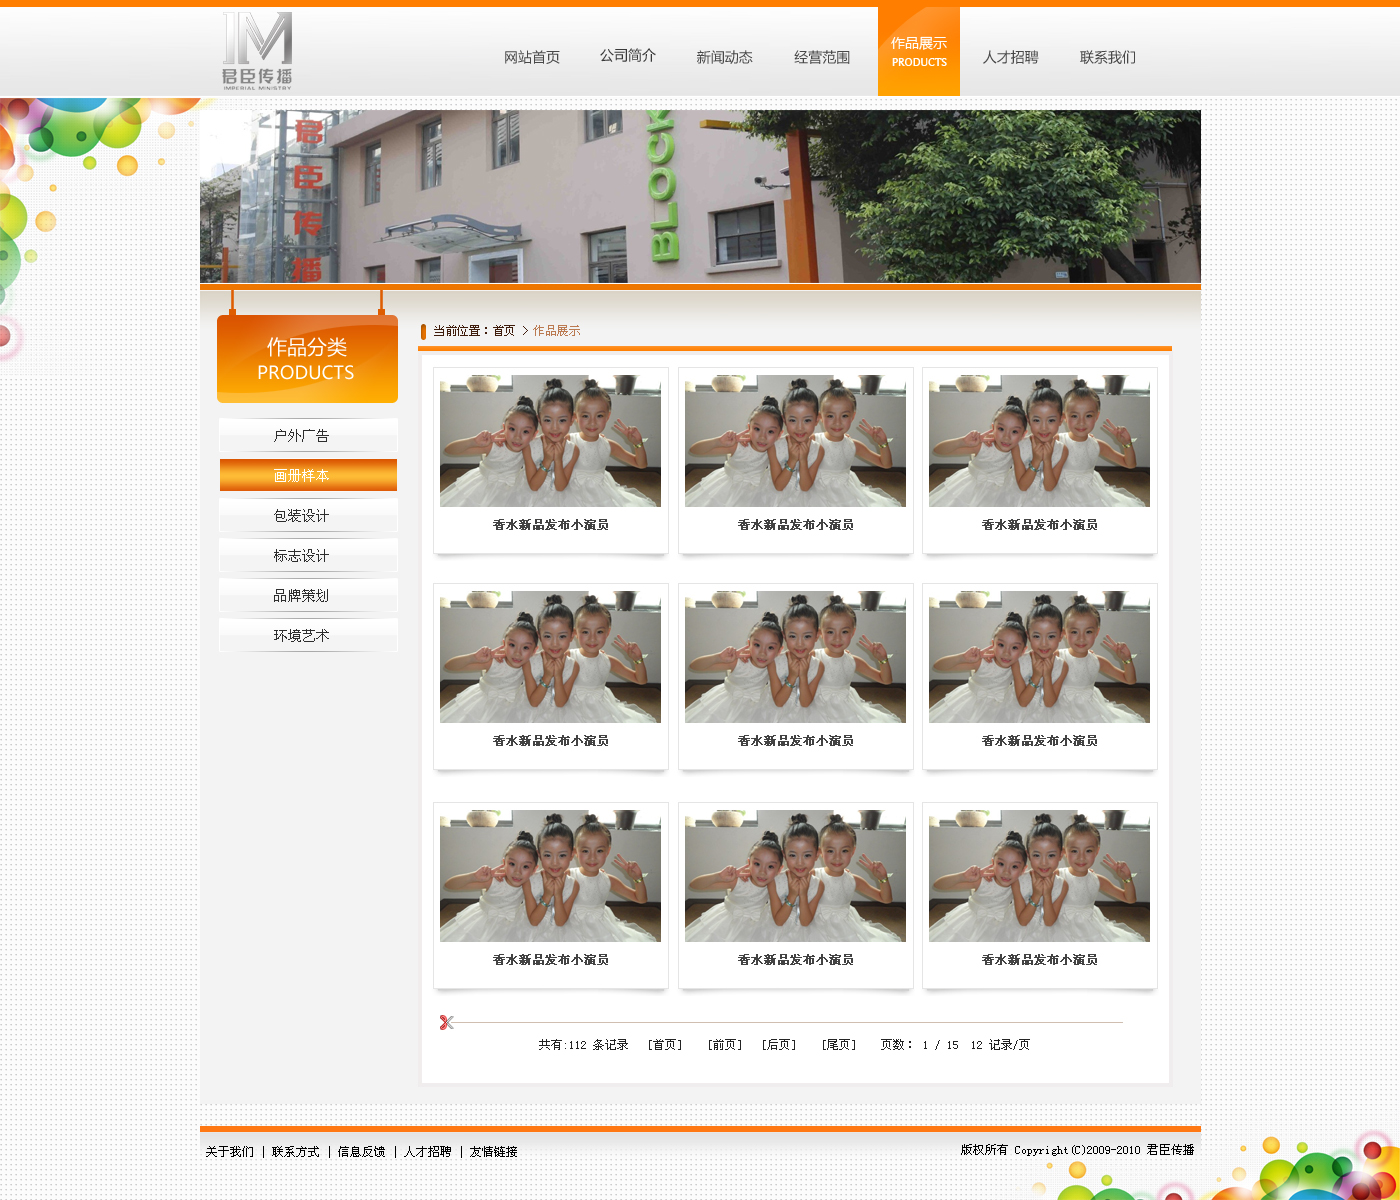 君臣传播
IMPERIAL MINISTRY
网站首页 公司简介 新闻动态 经营范围 作品展示 人才招聘 联系我们
PRODUCTS
君臣传播
BLOCK
作品分类
PRODUCTS
户外广告
画册样本
包装设计
标志设计
品牌策划
环境艺术
当前位置：首页 > 作品展示
香水新品发布小演员 香水新品发布小演员 香水新品发布小演员
香水新品发布小演员 香水新品发布小演员 香水新品发布小演员
香水新品发布小演员 香水新品发布小演员 香水新品发布小演员
共有:112 条记录 [首页] [前页] [后页] [尾页] 页数： 1 / 15 12 记录/页
关于我们 | 联系方式 | 信息反馈 | 人才招聘 | 友情链接
版权所有 Copyright(C)2009-2010 君臣传播